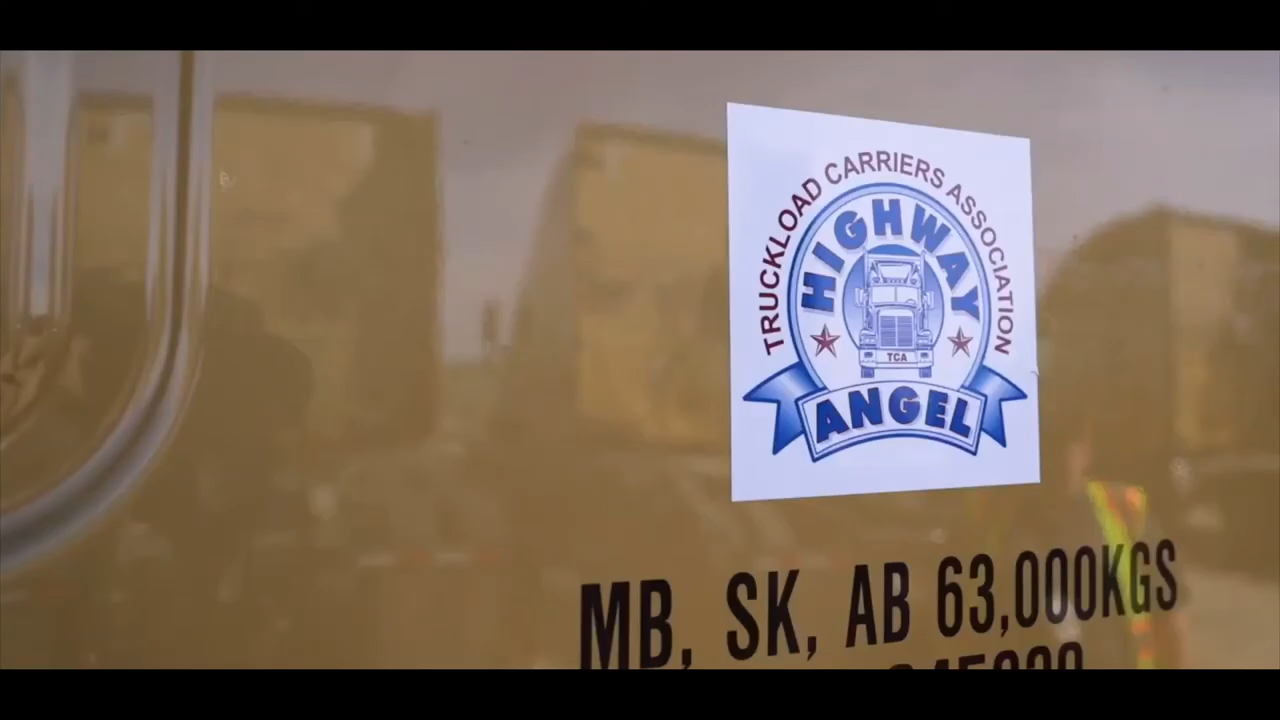 TRUCKLOAD CARRIERS ASSOCIATION
HIGHWAY
TCA
ANGEL
MB, SK, AB 63,000KGS